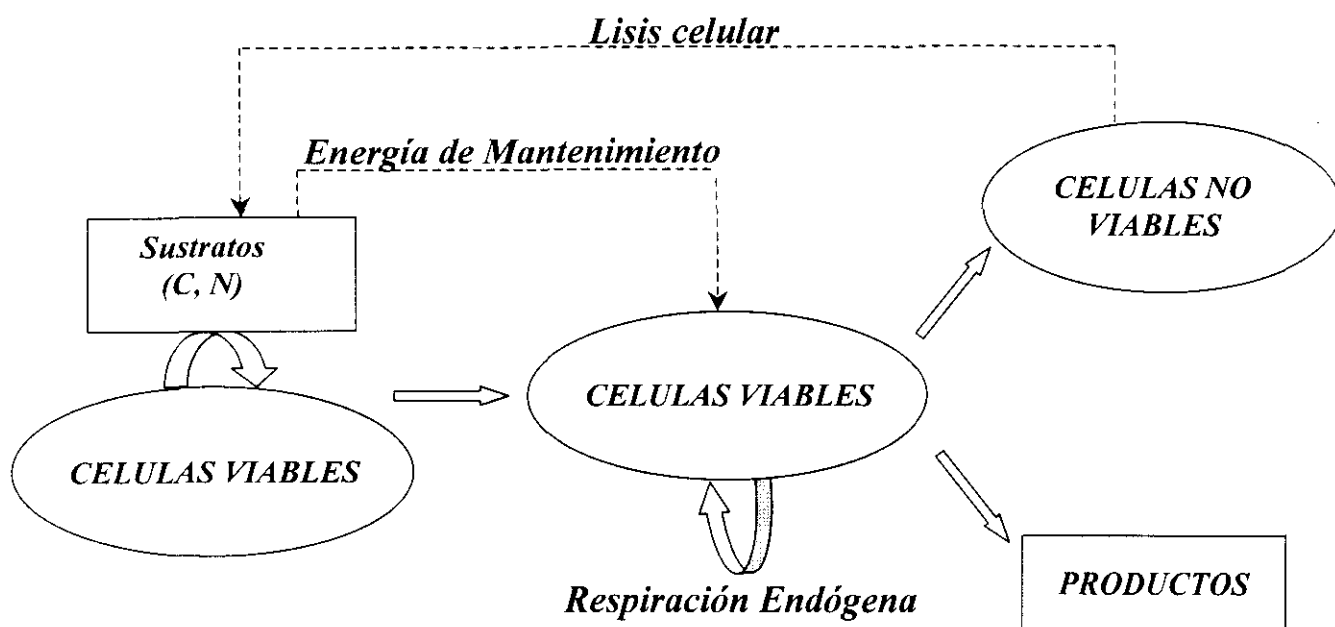 Lisis celular
Energía de Mantenimiento
CELULAS NO
VIABLES
Sustratos
(C, N)
CELULAS VIABLES
CELULAS VIABLES
Respiración Endógena
PRODUCTOS